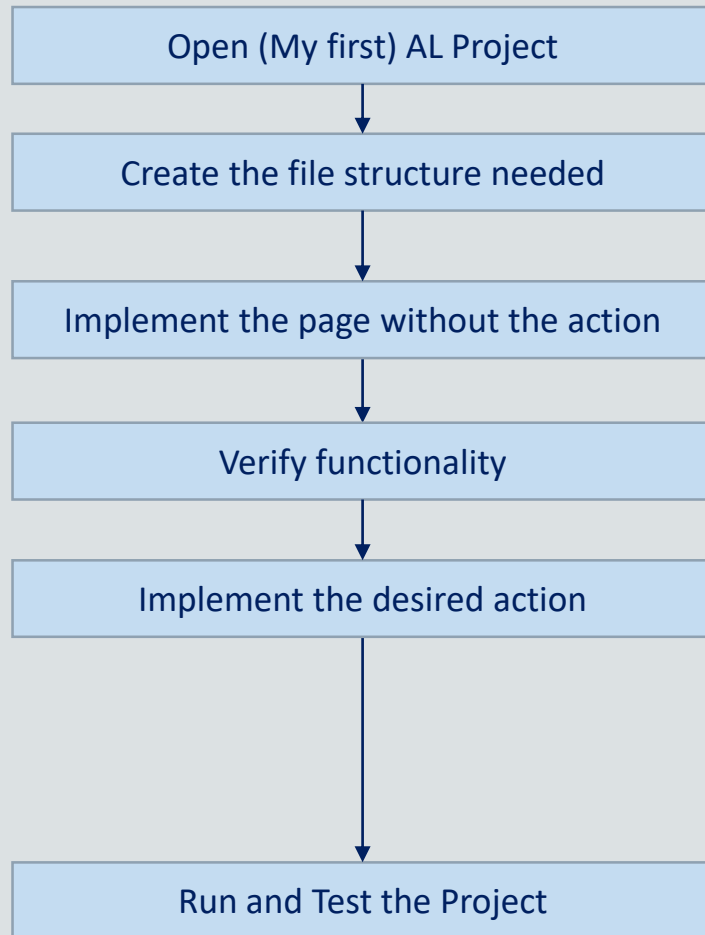 Open (My first) AL Project
Create the file structure needed
Implement the page without the action
Verify functionality
Implement the desired action
Run and Test the Project